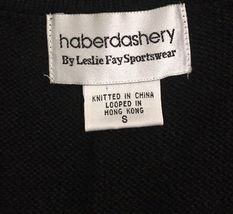 haberdashery
By Leslie Fay Sportswear
KNITTED IN CHINA
LOOPED IN
HONG KONG
S